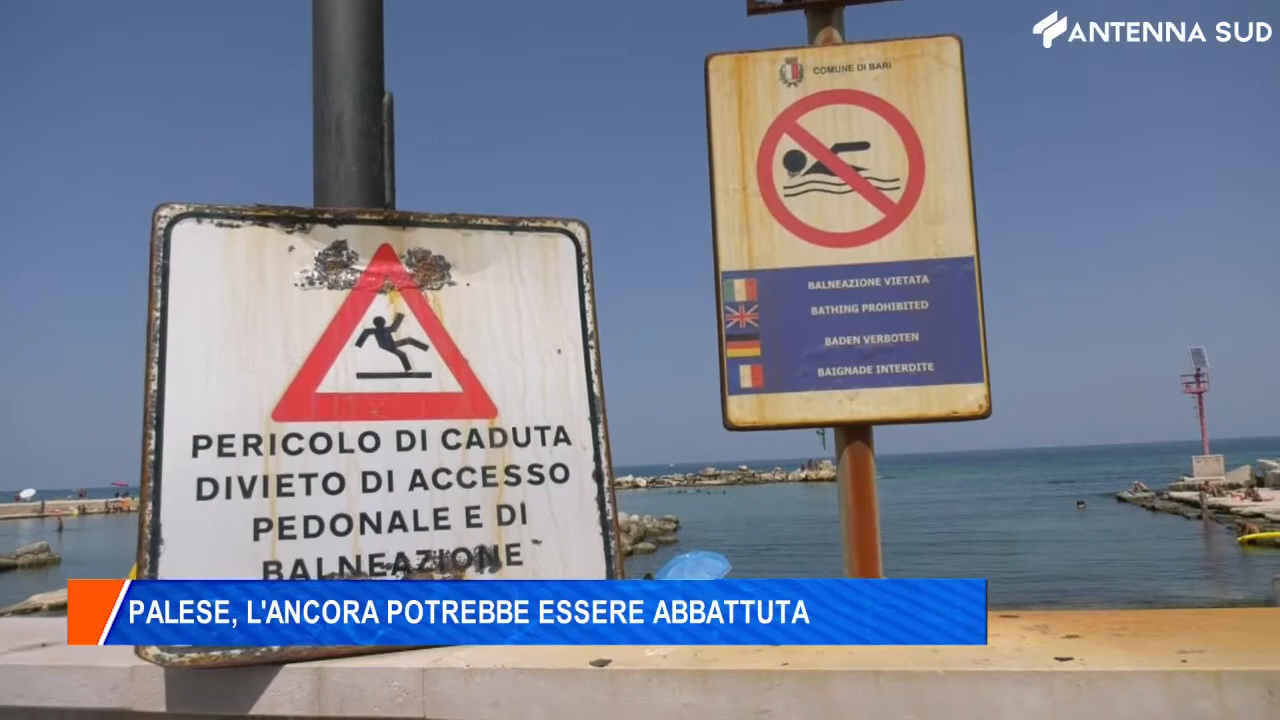 ANTENNA SUD
COMUNE DI BARI
BALNEAZIONE VIETATA
BATHING PROHIBITED
BADEN VERBOTEN
BAIGNADE INTERDITE
PERICOLO DI CADUTA
DIVIETO DI ACCESSO
PEDONALE E DI
BALNEAZIONE
PALESE, L'ANCORA POTREBBE ESSERE ABBATTUTA